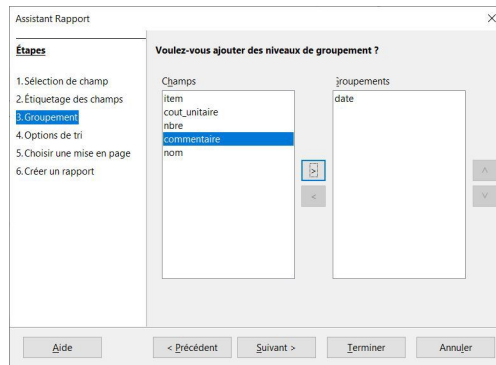 Assistant Rapport
Étapes
1.Sélection de champ
2.Étiquetage des champs
3.Groupement
4.Options de tri
5.Choisir une mise en page
6.Créer un rapport
Voulez-vous ajouter des niveaux de groupement ?
Champs
item
cout_unitaire
nbre
commentaire
nom
>
<
groupements
date
Aide
< Précédent
Suivant >
Terminer
Annuler